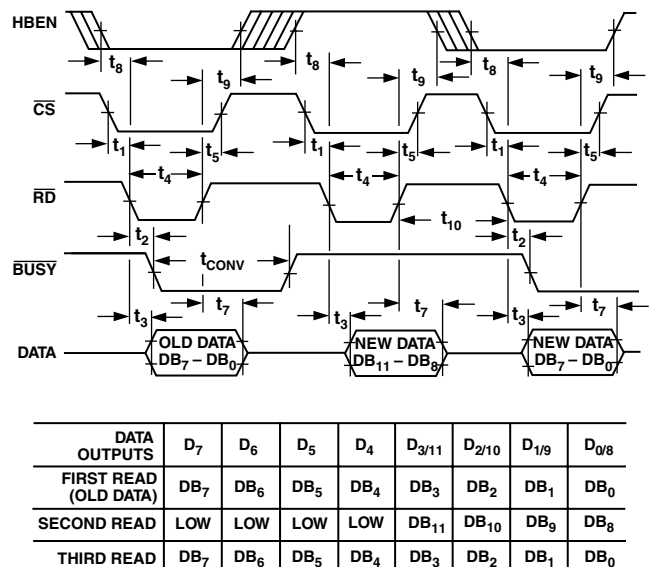 HBEN
t8 t9 t8 t9 t8 t9
CS
t1 t5 t1 t5 t1 t5
t4 t4 t4
RD
t2 t10 t2
BUSY
tCONV
t3 t7 t3 t7 t3 t7
DATA
OLD DATA NEW DATA NEW DATA
DB7 – DB0 DB11 – DB8 DB7 – DB0
DATA OUTPUTS D7 D6 D5 D4 D3/11 D2/10 D1/9 D0/8
FIRST READ (OLD DATA) DB7 DB6 DB5 DB4 DB3 DB2 DB1 DB0
SECOND READ LOW LOW LOW LOW DB11 DB10 DB9 DB8
THIRD READ DB7 DB6 DB5 DB4 DB3 DB2 DB1 DB0